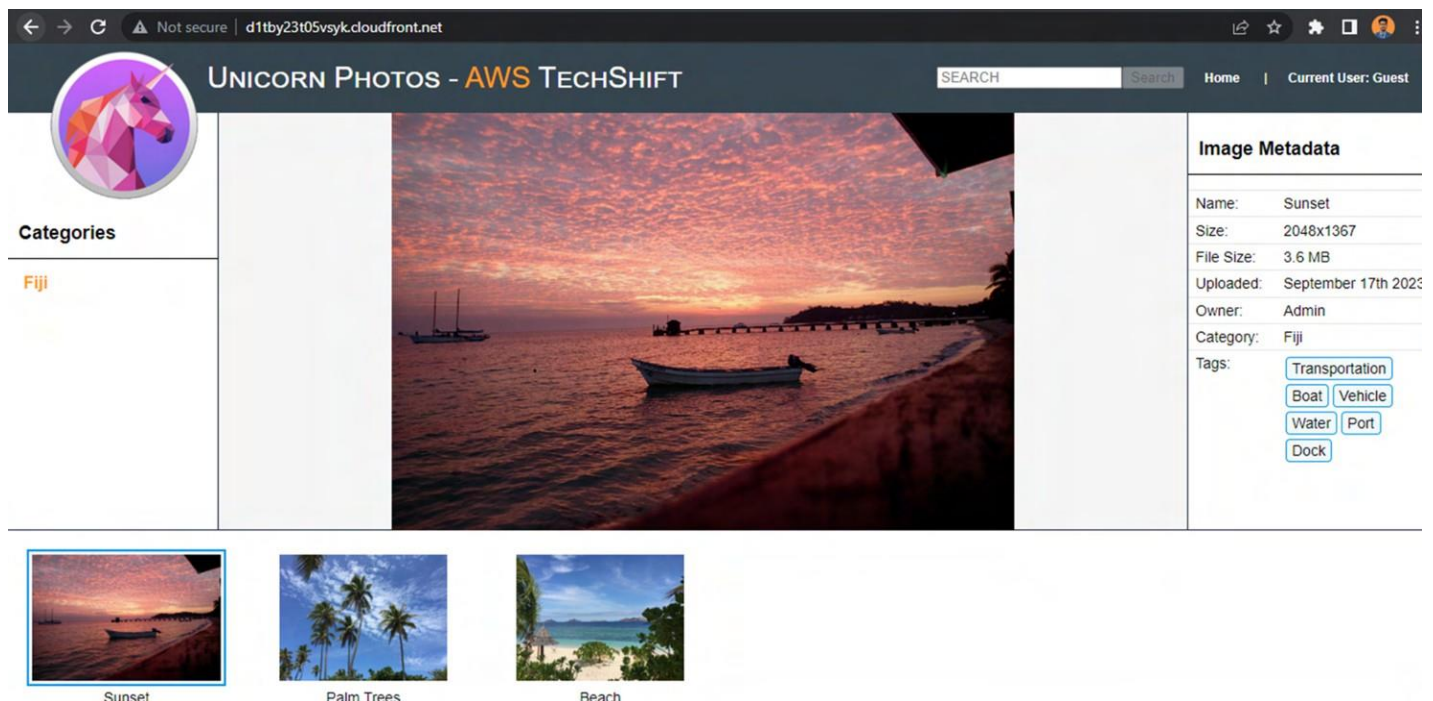 Not secure | d1tby23t05vsyk.cloudfront.net
UNICORN PHOTOS - AWS TECHSHIFT
SEARCH
Search
Home | Current User: Guest
Categories
Fiji
Image Metadata
Name: Sunset
Size: 2048x1367
File Size: 3.6 MB
Uploaded: September 17th 2023
Owner: Admin
Category: Fiji
Tags: Transportation
Boat Vehicle
Water Port
Dock
Sunset Palm Trees Beach